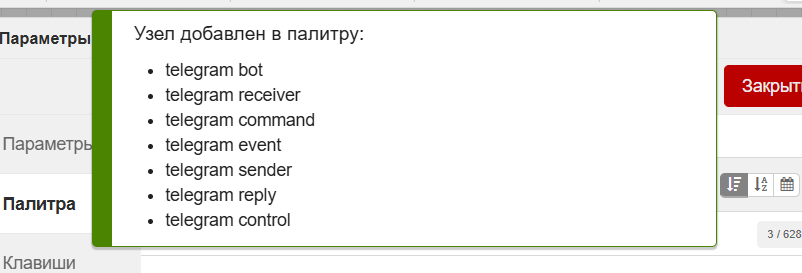 Параметры
Узел добавлен в палитру:
telegram bot
telegram receiver
telegram command
telegram event
telegram sender
telegram reply
telegram control
Закрыть
Параметры
Палитра
Клавиши
3 / 628